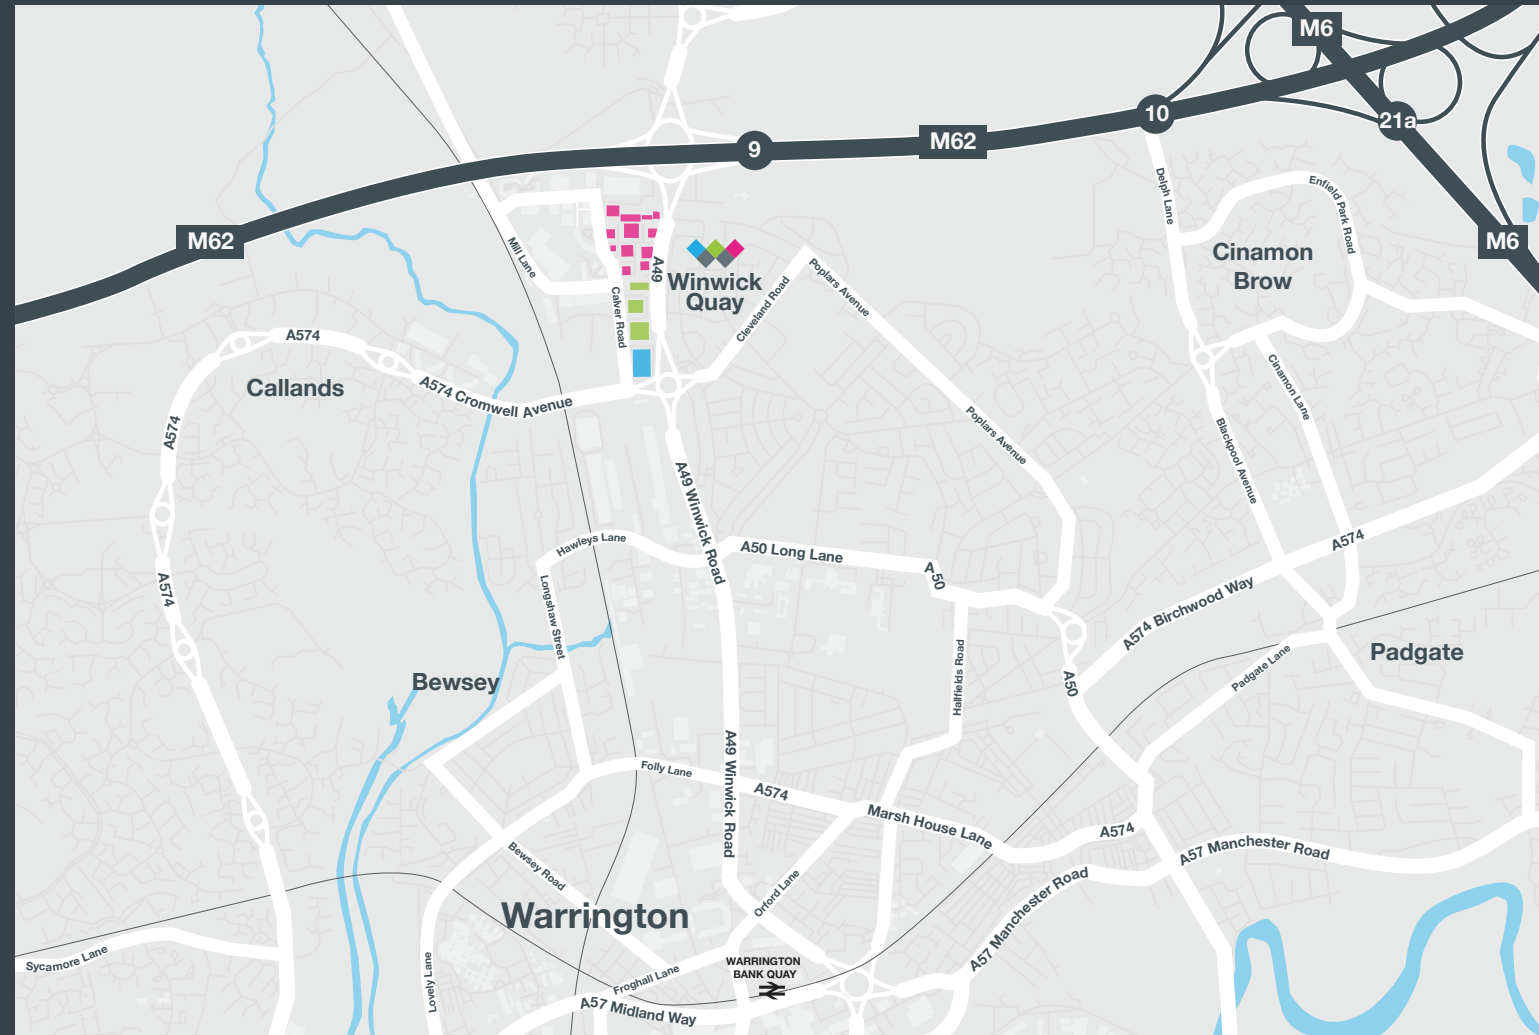 M6
10
21a
M62
9
M62
M6
Delph Lane
Enfield Park Road
Cinamon
Brow
Mill Lane
A49
Winwick
Quay
Calver Road
Cleveland Road
Poplars Avenue
A574
Callands
A574 Cromwell Avenue
A574
Cinamon Lane
Poplars Avenue
Blackpool Avenue
A49 Winwick Road
Hawleys Lane
A50 Long Lane
A50
A574
A574
Longshaw Street
A574 Birchwood Way
Hallfields Road
Padgate Lane
Padgate
Bewsey
A50
A49 Winwick Road
Folly Lane
A574
Marsh House Lane
A574
A57 Manchester Road
Bewsey Road
Orford Lane
A57 Manchester Road
Warrington
Sycamore Lane
Lovely Lane
Froghall Lane
WARRINGTON
BANK QUAY
A57 Midland Way